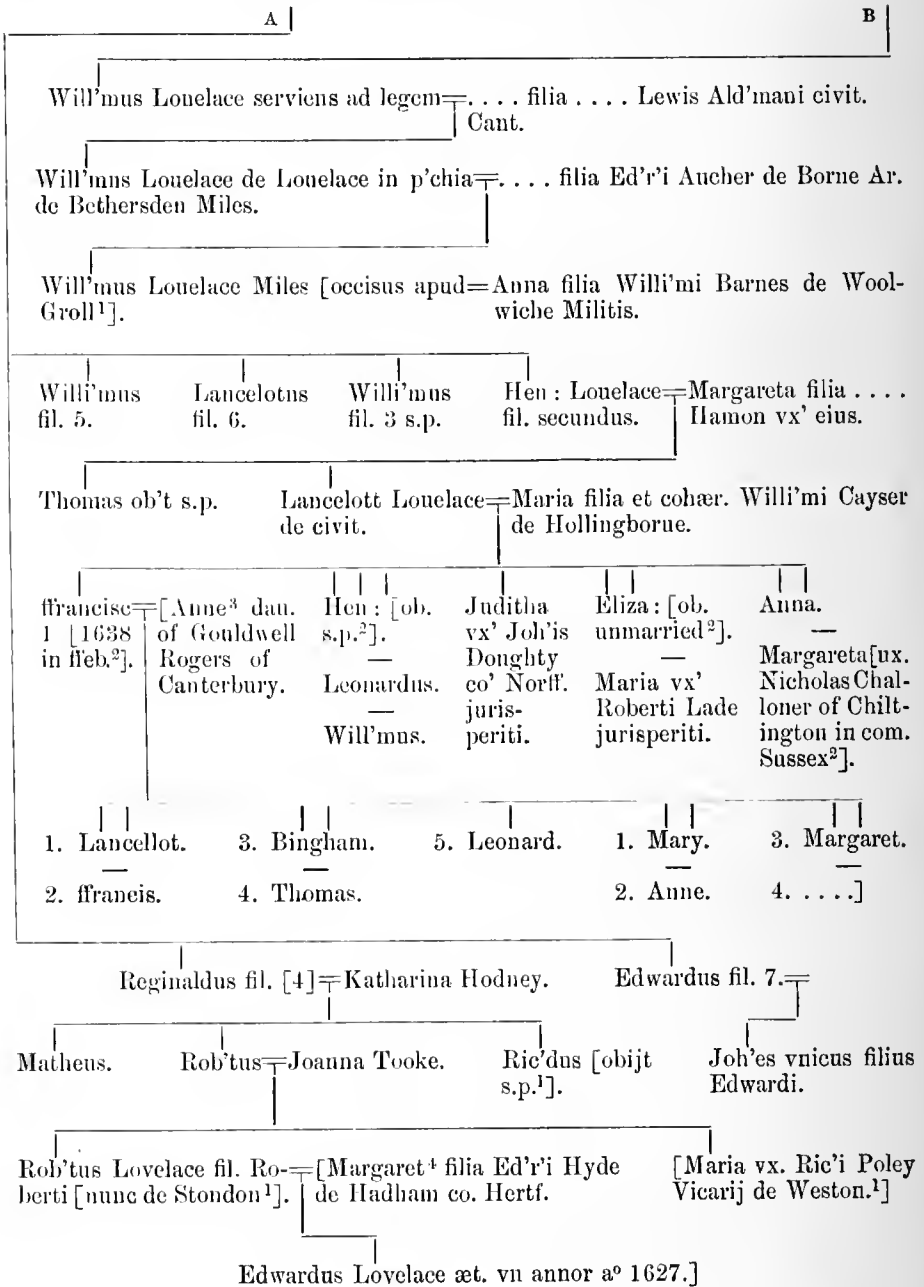 A B
Will'mus Louelace serviens ad legem=. . . . filia . . . . Lewis Ald'mani civit.
Cant.
Will'mus Louelace de Louelace in p'chia=. . . . filia Ed'r'i Aucher de Borne Ar.
de Bethersden Miles.
Will'mus Louelace Miles [occisus apud=Anna filia Willi'mi Barnes de Wool-
Groll¹]. wiche Militis.
Willi'mus Lancelotus Willi'mus Hen : Louelace=Margareta filia . . . .
fil. 5. fil. 6. fil. 3 s.p. fil. secundus. Hamon vx' eius.
Thomas ob't s.p. Lancelott Louelace=Maria filia et cohær. Willi'mi Cayser
de civit. de Hollingborne.
ffrancisc=[Anne³ dau. Hen : [ob. Juditha Eliza : [ob. Anna.
1 [1638 of Gouldwell s.p.²]. vx' Joh'is unmarried²]. —
in ffeb.²]. Rogers of — Doughty — Margareta[ux.
Canterbury. Leonardus. co' Norff. Maria vx' Nicholas Chal-
— juris- Roberti Lade loner of Chilt-
Will'mus. periti. jurisperiti. ington in com.
Sussex²].
1. Lancellot. 3. Bingham. 5. Leonard. 1. Mary. 3. Margaret.
— — — —
2. ffrancis. 4. Thomas. 2. Anne. 4. . . . .]
Reginaldus fil. [4]=Katharina Hodney. Edwardus fil. 7.=
Matheus. Rob'tus=Joanna Tooke. Ric'dus [obijt Joh'es vnicus filius
s.p.¹]. Edwardi.
Rob'tus Lovelace fil. Ro-=[Margaret⁴ filia Ed'r'i Hyde [Maria vx. Ric'i Poley
berti [nunc de Stondon¹]. de Hadham co. Hertf. Vicarij de Weston.¹]
Edwardus Lovelace æt. vii annor aº 1627.]